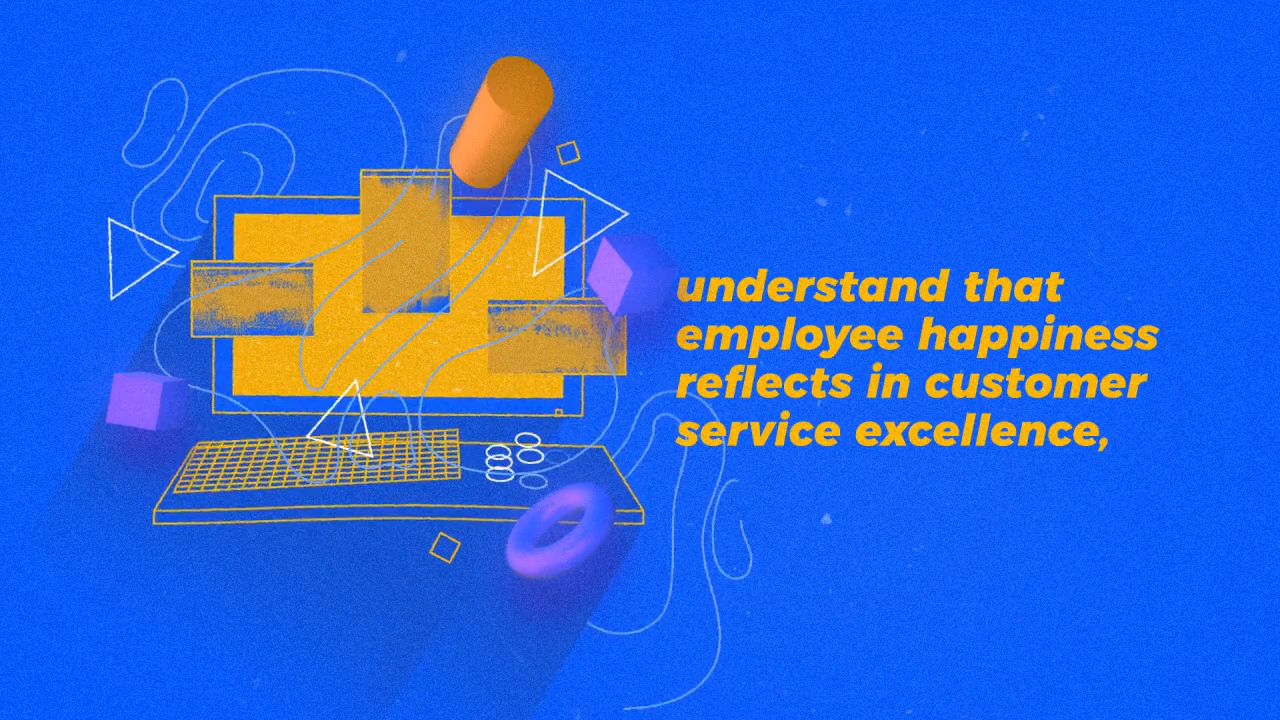 understand that
employee happiness
reflects in customer
service excellence,